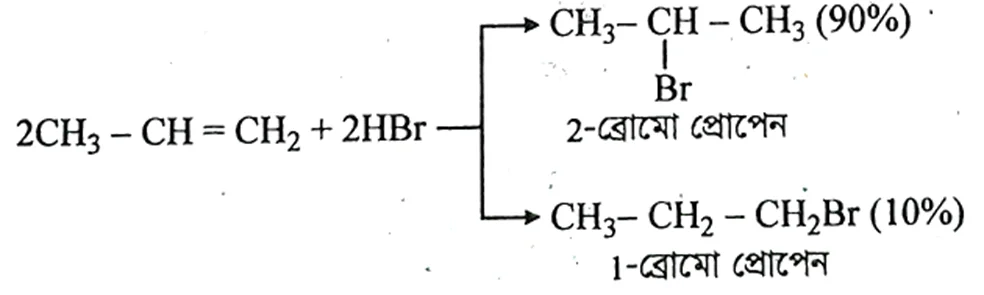 CH₃– CH – CH₃ (90%)
Br
2-ব্রোমো প্রোপেন
2CH₃ – CH = CH₂ + 2HBr
CH₃– CH₂ – CH₂Br (10%)
1-ব্রোমো প্রোপেন